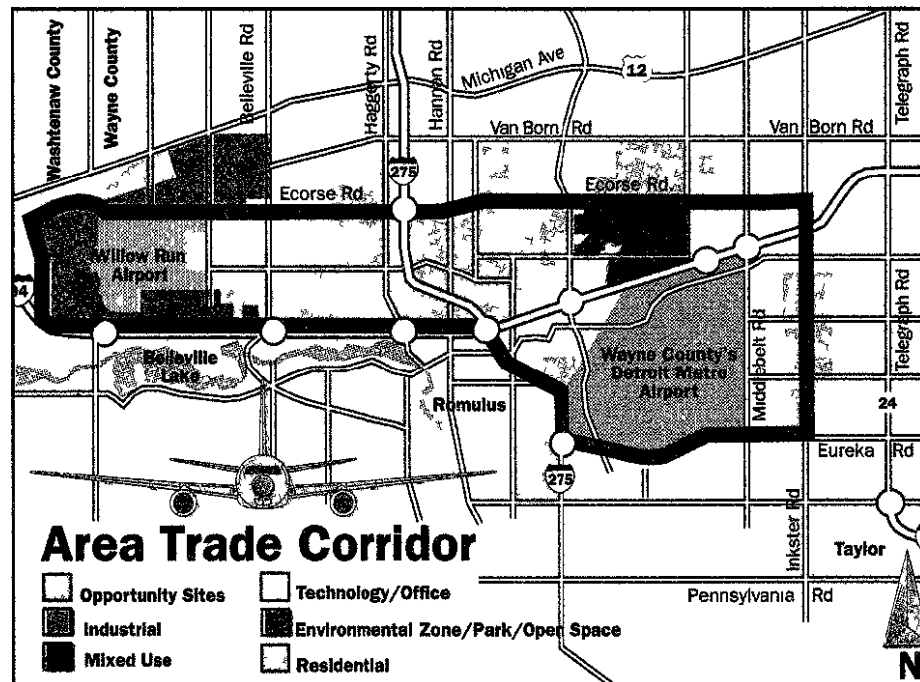 Washtenaw County
Wayne County
Belleville Rd
Haggerty Rd
Hannan Rd
Michigan Ave
12
Telegraph Rd
Van Born Rd
Van Born Rd
275
Ecorse Rd
Ecorse Rd
Willow Run
Airport
94
Middlebelt Rd
Telegraph Rd
Wayne County's
Detroit Metro
Airport
Belleville
Lake
Romulus
24
Eureka Rd
275
Inkster Rd
Taylor
Area Trade Corridor
Opportunity Sites
Technology/Office
Industrial
Environmental Zone/Park/Open Space
Mixed Use
Residential
Pennsylvania Rd
N